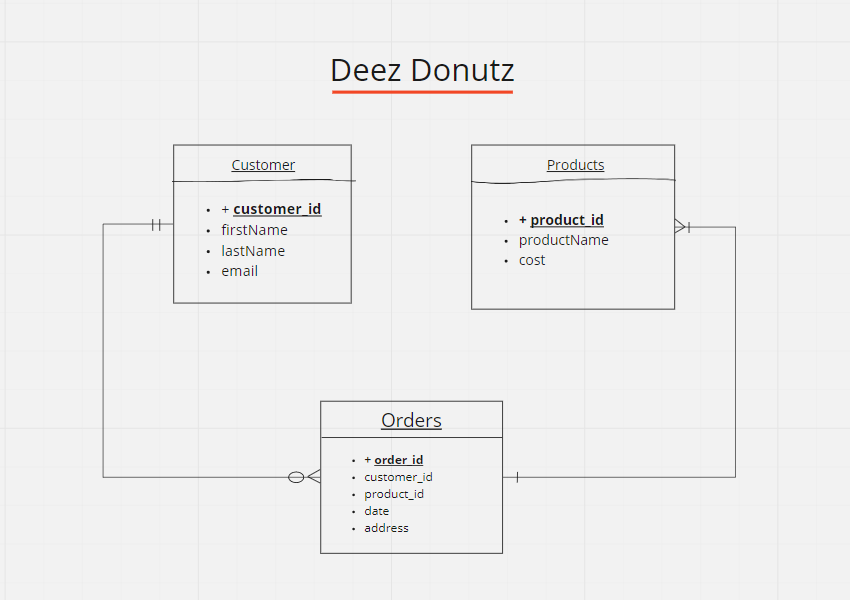 Deez Donutz
Customer
• + customer_id
• firstName
• lastName
• email
Products
• + product_id
• productName
• cost
Orders
• + order_id
• customer_id
• product_id
• date
• address